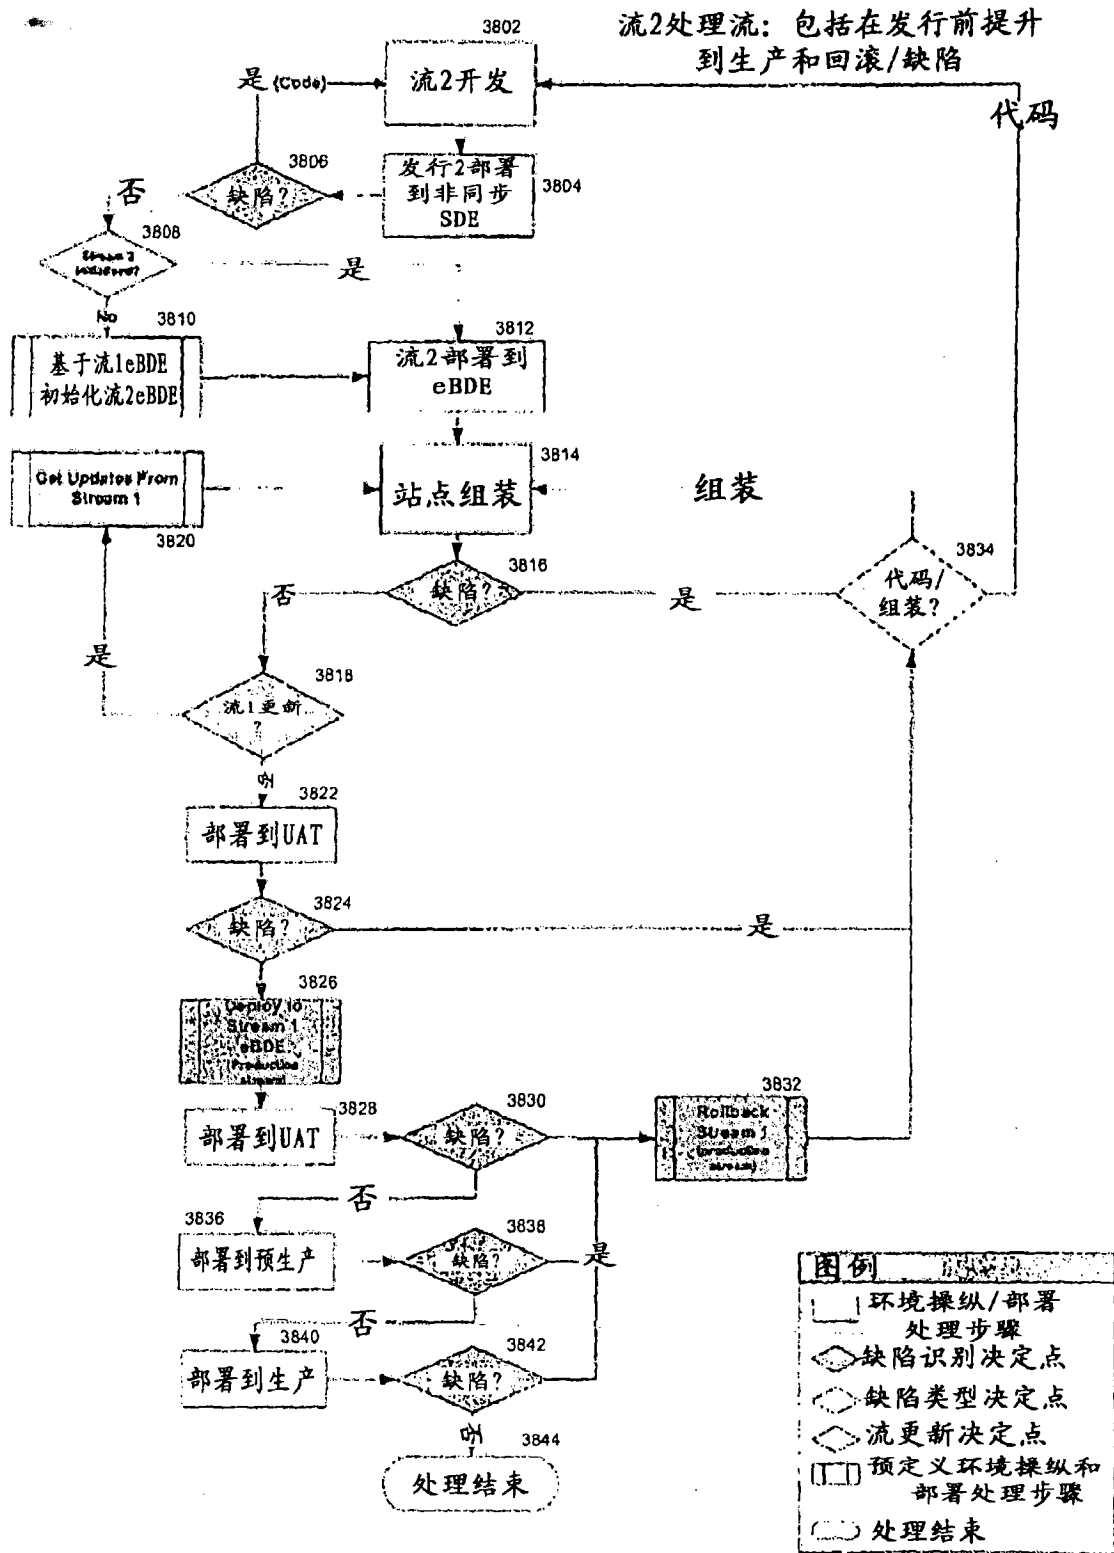 流2处理流：包括在发行前提升
到生产和回滚/缺陷
3802
流2开发
是 (Code)
代码
3806
缺陷？
发行2部署
到非同步
SDE
3804
否
3808
Stream 2
是
No
3810
基于流1eBDE
初始化流2eBDE
3812
流2部署到
eBDE
Get Updates From
Stream 1
3820
3814
站点组装
组装
3816
缺陷？
否
是
3834
代码/
组装？
是
3818
流1更新
？
否
3822
部署到UAT
3824
缺陷？
是
3826
Deploy to
Stream 1
eBDE
(Production
stream)
3828
部署到UAT
3830
缺陷？
3832
Rollback
Stream 1
(production
stream)
否
3836
部署到预生产
3838
缺陷？
是
否
3840
部署到生产
3842
缺陷？
否
3844
处理结束
图例
环境操纵/部署
处理步骤
缺陷识别决定点
缺陷类型决定点
流更新决定点
预定义环境操纵和
部署处理步骤
处理结束